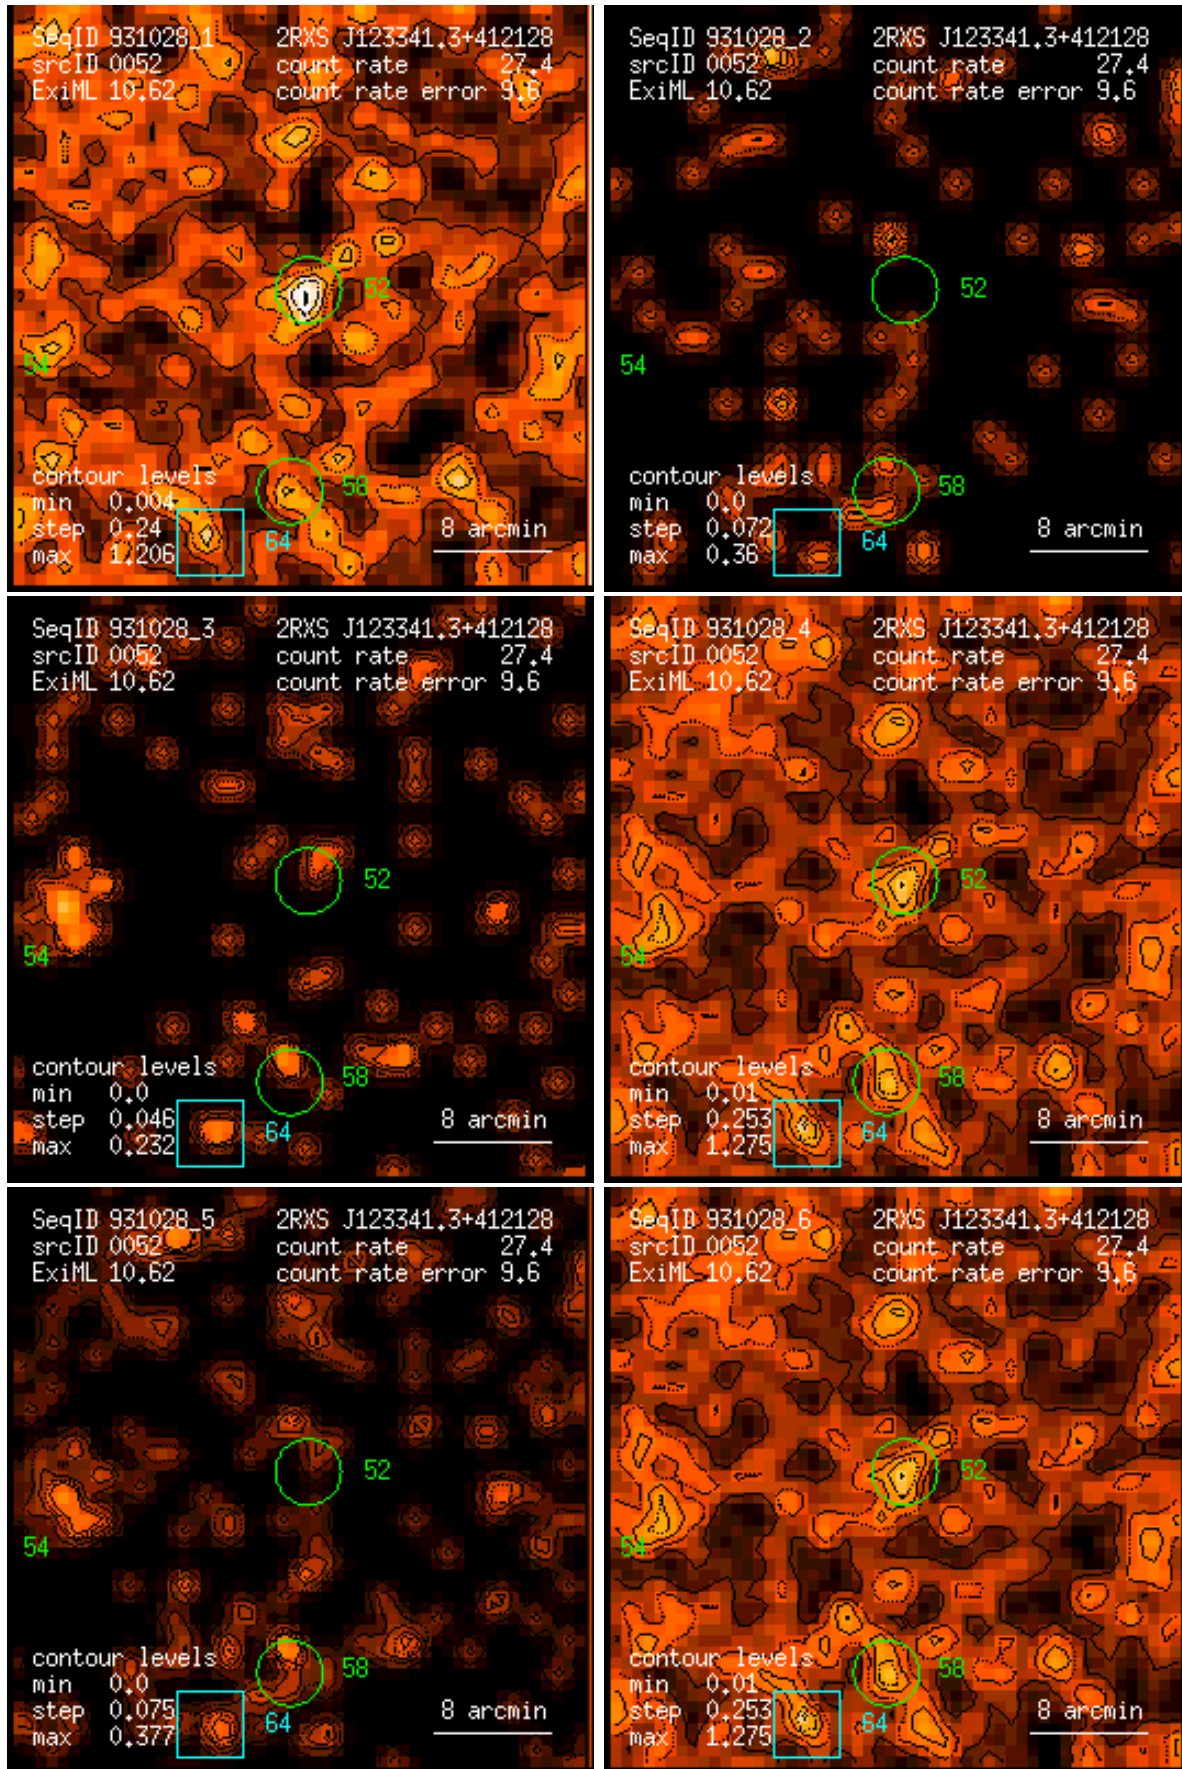 SeqID 931028_1 2RXS J123341.3+412128
srcID 0052 count rate 27.4
ExiML 10.62 count rate error 9.6
52
54
contour levels
58
min 0.004
step 0.24 8 arcmin
64
max 1.206
SeqID 931028_2 2RXS J123341.3+412128
srcID 0052 count rate 27.4
ExiML 10.62 count rate error 9.6
52
54
contour levels
58
min 0.0
step 0.072 8 arcmin
64
max 0.36
SeqID 931028_3 2RXS J123341.3+412128
srcID 0052 count rate 27.4
ExiML 10.62 count rate error 9.6
52
54
contour levels
58
min 0.0
step 0.046 8 arcmin
64
max 0.232
SeqID 931028_4 2RXS J123341.3+412128
srcID 0052 count rate 27.4
ExiML 10.62 count rate error 9.6
52
54
contour levels
58
min 0.01
step 0.253 8 arcmin
64
max 1.275
SeqID 931028_5 2RXS J123341.3+412128
srcID 0052 count rate 27.4
ExiML 10.62 count rate error 9.6
52
54
contour levels
58
min 0.0
step 0.075 8 arcmin
64
max 0.377
SeqID 931028_6 2RXS J123341.3+412128
srcID 0052 count rate 27.4
ExiML 10.62 count rate error 9.6
52
54
contour levels
58
min 0.01
step 0.253 8 arcmin
64
max 1.275